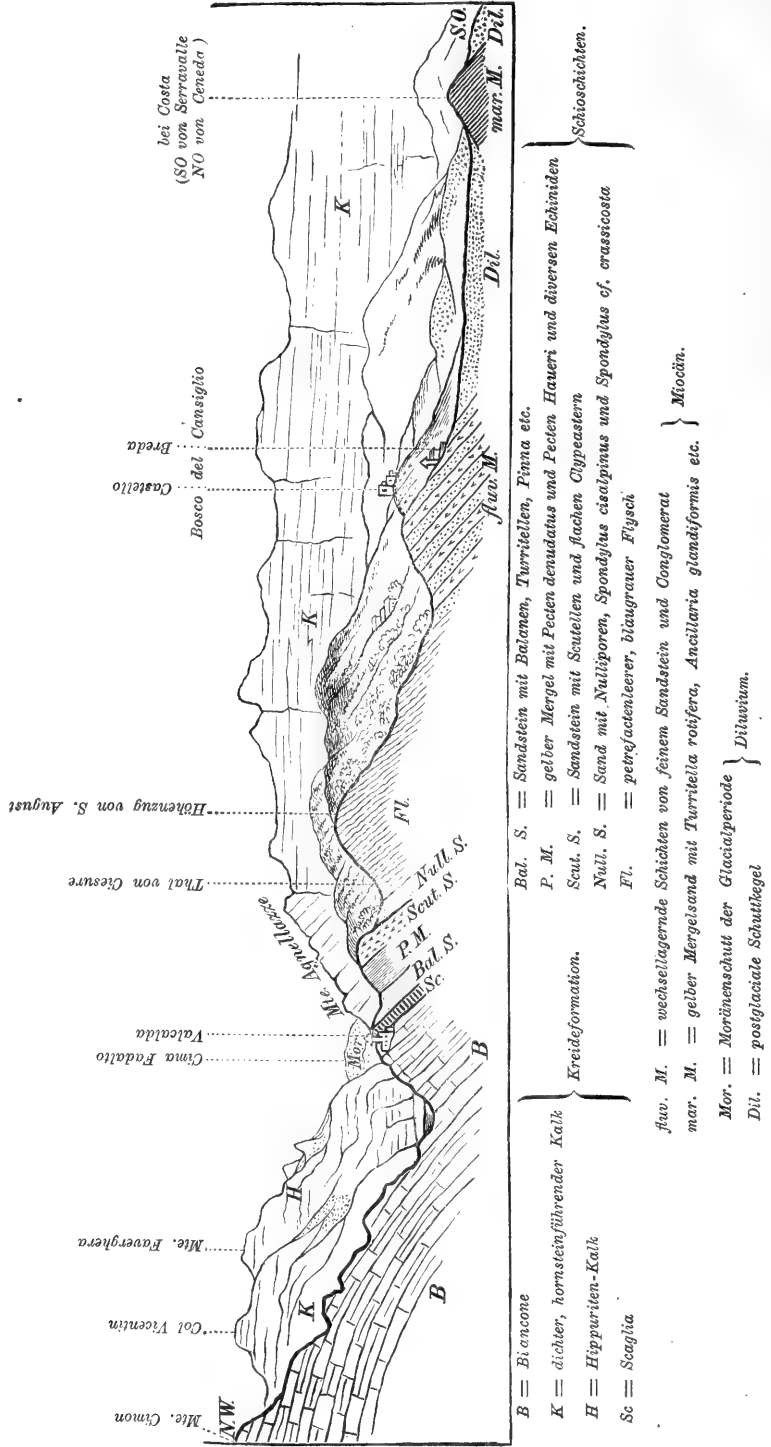 Mte. Cimon
Col Vicentin
Mte. Faverghera
Cima Fadalto
Valcalda
Mte. Agnellazze
Thal von Ciesure
Höhenzug von S. August
Castello
Breda
Bosco del Cansiglio
bei Costa
(SO von Serravalle
NO von Ceneda)
N.W.
K
H
Mor
K
K
S.O.
B
B
Sc.
Bal. S.
P. M.
Scut. S.
Null. S.
Fl.
fluv. M.
Dil.
mar. M.
Dil.
B = Biancone
K = dichter, hornsteinführender Kalk
H = Hippuriten-Kalk
Sc = Scaglia
Kreideformation.
Bal. S. = Sandstein mit Balanen, Turritellen, Pinna etc.
P. M. = gelber Mergel mit Pecten denudatus und Pecten Haueri und diversen Echiniden
Scut. S. = Sandstein mit Scutellen und flachen Clypeastern
Null. S. = Sand mit Nulliporen, Spondylus cisalpinus und Spondylus cf. crassicosta
Fl. = petrefactenleerer, blaugrauer Flysch
Schioschichten.
fluv. M. = wechsellagernde Schichten von feinem Sandstein und Conglomerat
mar. M. = gelber Mergelsand mit Turritella rotifera, Ancillaria glandiformis etc.
Miocän.
Mor. = Moränenschutt der Glacialperiode
Dil. = postglaciale Schuttkegel
Diluvium.